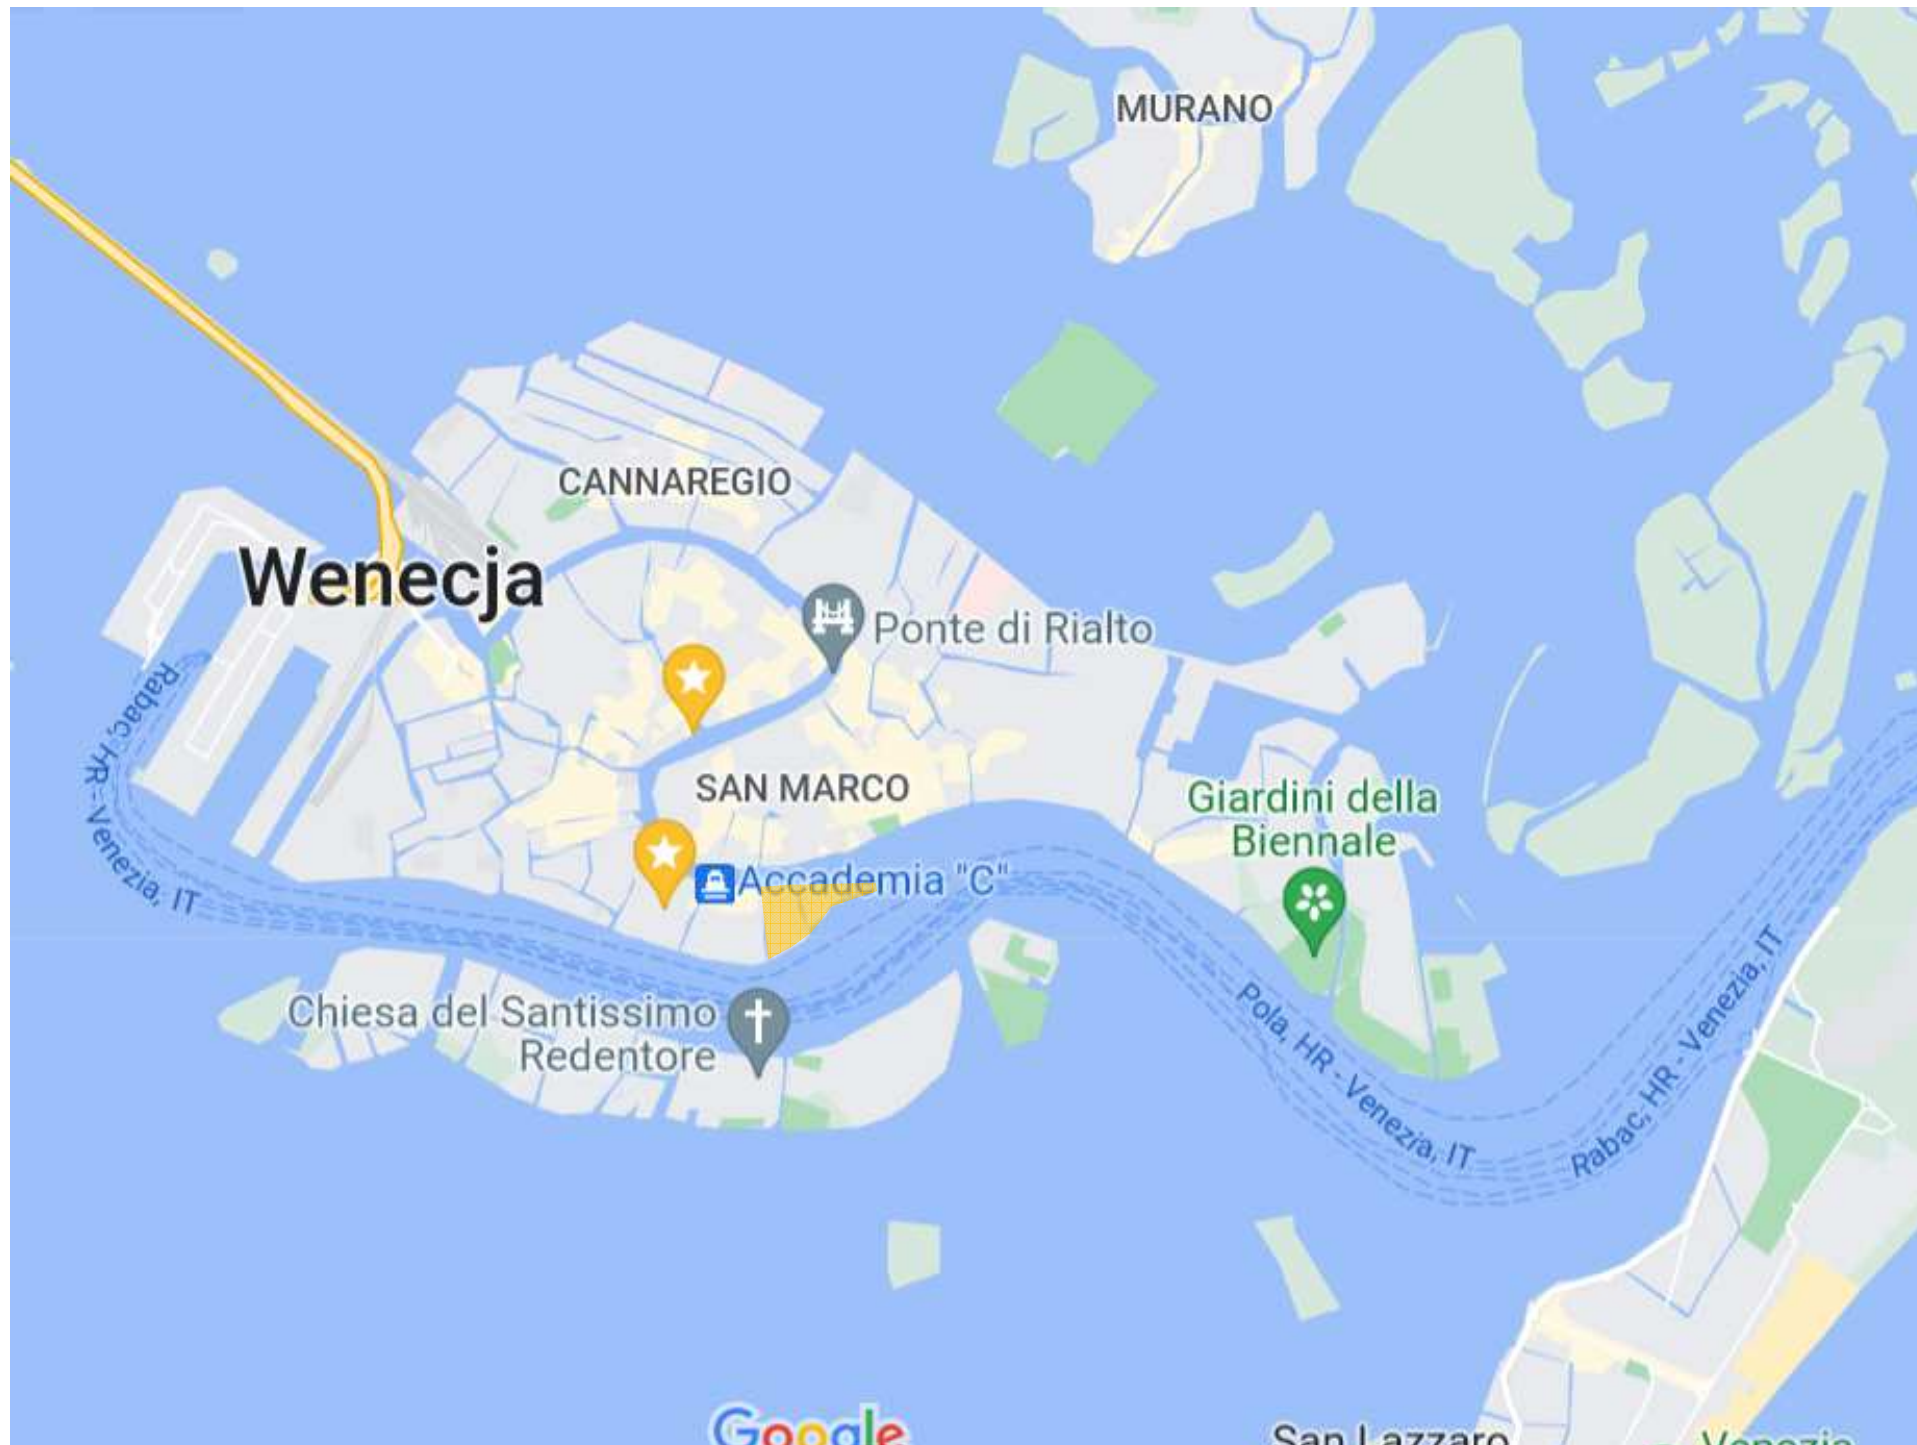 MURANO
CANNAREGIO
Wenecja
Ponte di Rialto
Rabac, HR - Venezia, IT
SAN MARCO
Giardini della
Biennale
Accademia "C"
Chiesa del Santissimo
Redentore
Pola, HR - Venezia, IT
Rabac, HR - Venezia, IT
Google
San Lazzaro
Venezia